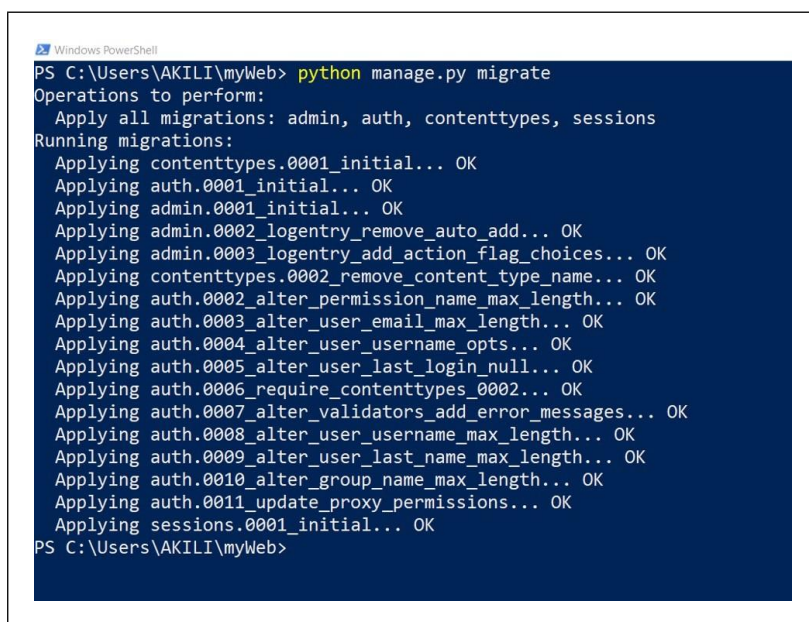 Windows PowerShell
PS C:\Users\AKILI\myWeb> python manage.py migrate
Operations to perform:
  Apply all migrations: admin, auth, contenttypes, sessions
Running migrations:
  Applying contenttypes.0001_initial... OK
  Applying auth.0001_initial... OK
  Applying admin.0001_initial... OK
  Applying admin.0002_logentry_remove_auto_add... OK
  Applying admin.0003_logentry_add_action_flag_choices... OK
  Applying contenttypes.0002_remove_content_type_name... OK
  Applying auth.0002_alter_permission_name_max_length... OK
  Applying auth.0003_alter_user_email_max_length... OK
  Applying auth.0004_alter_user_username_opts... OK
  Applying auth.0005_alter_user_last_login_null... OK
  Applying auth.0006_require_contenttypes_0002... OK
  Applying auth.0007_alter_validators_add_error_messages... OK
  Applying auth.0008_alter_user_username_max_length... OK
  Applying auth.0009_alter_user_last_name_max_length... OK
  Applying auth.0010_alter_group_name_max_length... OK
  Applying auth.0011_update_proxy_permissions... OK
  Applying sessions.0001_initial... OK
PS C:\Users\AKILI\myWeb>